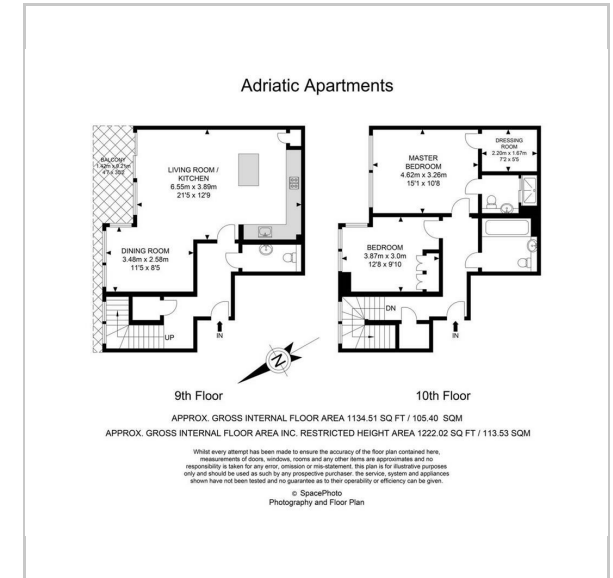 Adriatic Apartments
BALCONY
1.42m x 9.21m
4'7 x 30'2
LIVING ROOM /
KITCHEN
6.55m x 3.89m
21'5 x 12'9
DINING ROOM
3.48m x 2.58m
11'5 x 8'5
UP
IN
9th Floor
MASTER
BEDROOM
4.62m x 3.26m
15'1 x 10'8
DRESSING
ROOM
2.20m x 1.67m
7'2 x 5'5
BEDROOM
3.87m x 3.0m
12'8 x 9'10
DN
IN
10th Floor
N
APPROX. GROSS INTERNAL FLOOR AREA 1134.51 SQ FT / 105.40 SQM
APPROX. GROSS INTERNAL FLOOR AREA INC. RESTRICTED HEIGHT AREA 1222.02 SQ FT / 113.53 SQM
Whilst every attempt has been made to ensure the accuracy of the floor plan contained here,
measurements of doors, windows, rooms and any other items are approximates and no
responsibility is taken for any error, omission or mis-statement. this plan is for illustrative purposes
only and should be used as such by any prospective purchaser. the service, system and appliances
shown have not been tested and no guarantee as to their operability or efficiency can be given.
© SpacePhoto
Photography and Floor Plan